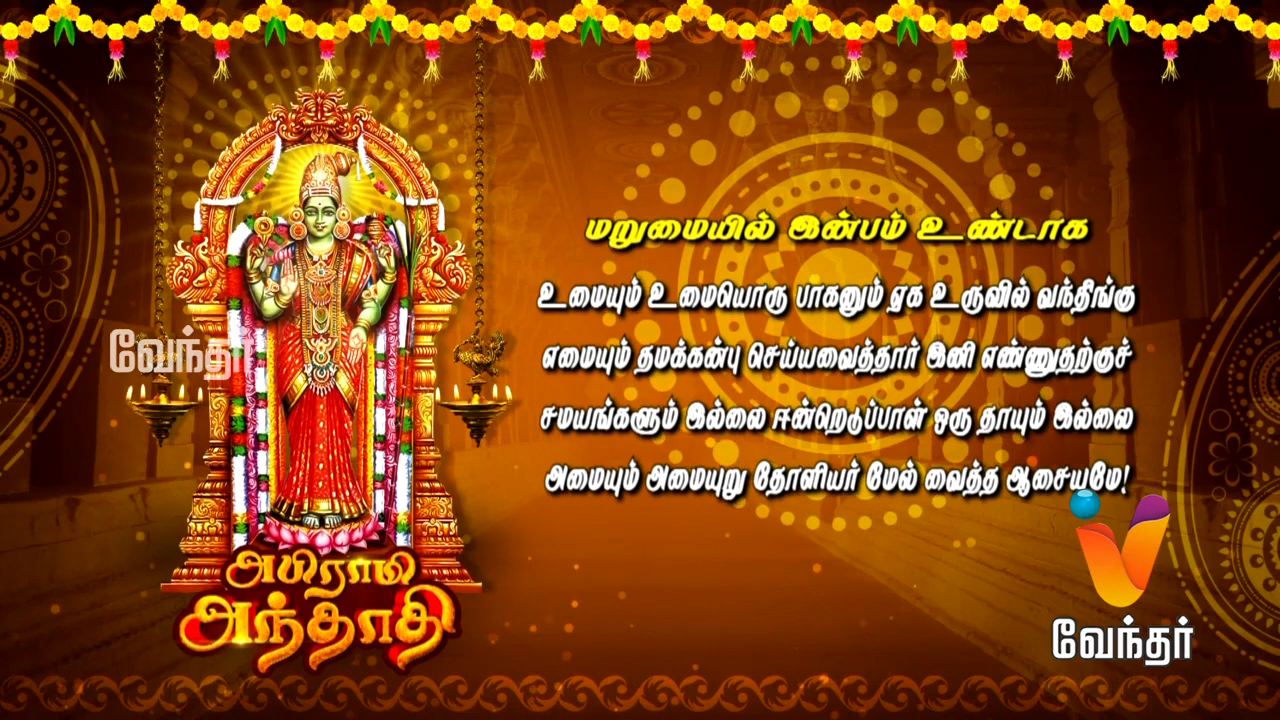 மறுமையில் இன்பம் உண்டாக
உமையும் உமையொரு பாகனும் ஏக உருவில் வந்தீங்கு
எமையும் தமக்கன்பு செய்யவைத்தார் இனி எண்ணுதற்குச்
சமயங்களும் இல்லை ஈன்றெடுப்பாள் ஒரு தாயும் இல்லை
அமையும் அமையுறு தோளியர் மேல் வைத்த ஆசையமே!
வேந்தர்
அபிராமி
அந்தாதி
வேந்தர்